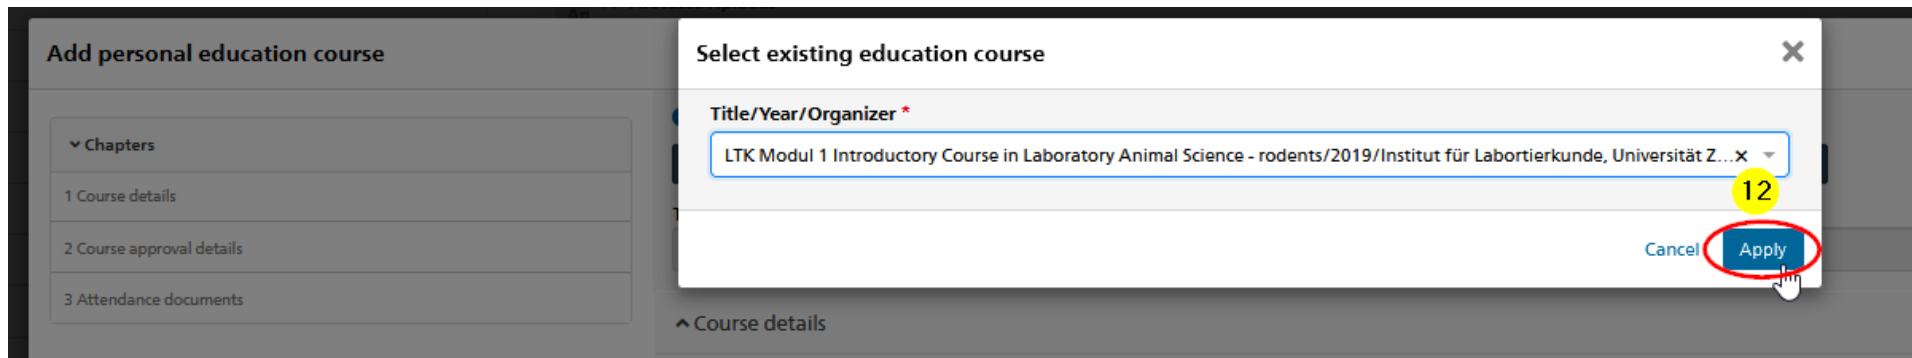 Add personal education course
Chapters
1 Course details
2 Course approval details
3 Attendance documents
Select existing education course
Title/Year/Organizer *
LTK Modul 1 Introductory Course in Laboratory Animal Science - rodents/2019/Institut für Labortierkunde, Universität Z...
12
Cancel Apply
Course details